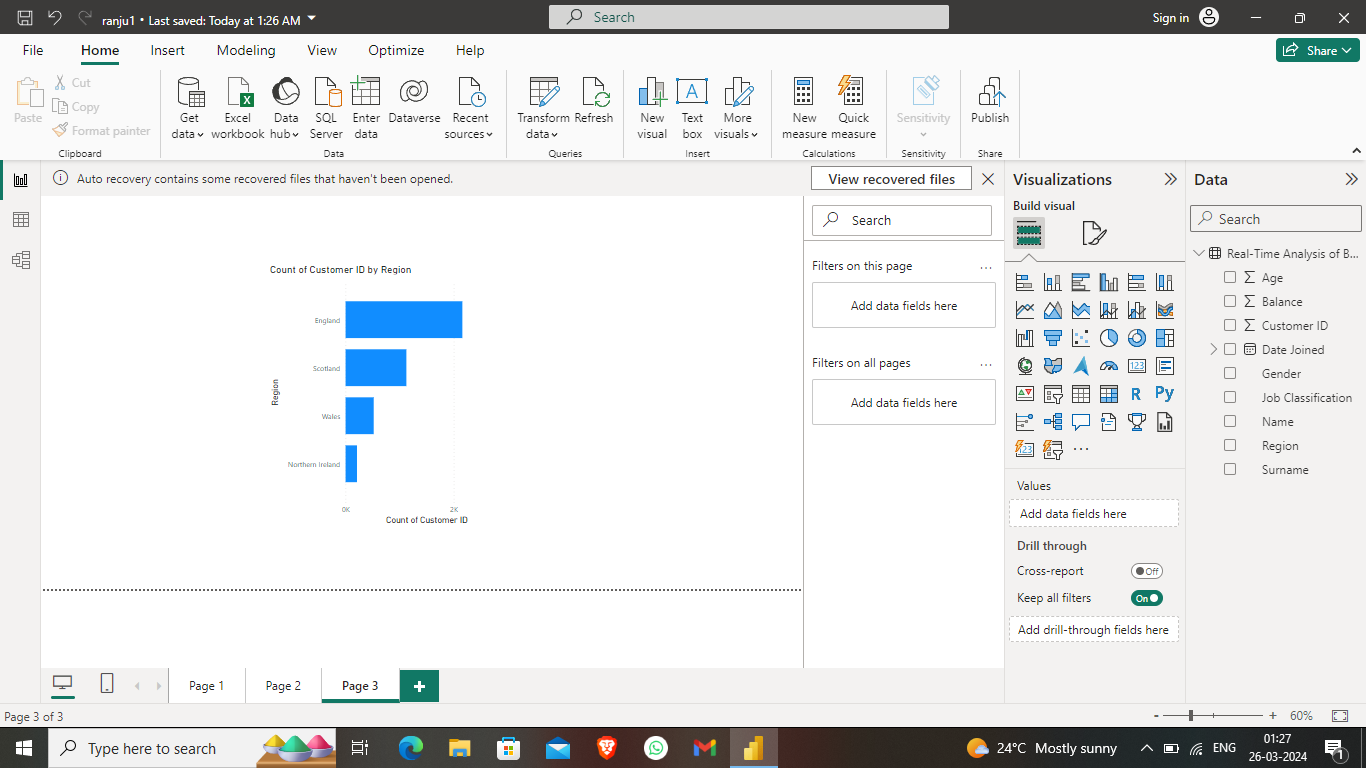 ranju1 • Last saved: Today at 1:26 AM
Search
Sign in
File Home Insert Modeling View Optimize Help
Share
Paste
Cut
Copy
Format painter
Clipboard
Get data
Excel workbook
Data hub
SQL Server
Enter data
Dataverse
Recent sources
Data
Transform data
Refresh
Queries
New visual
Text box
More visuals
Insert
New measure
Quick measure
Calculations
Sensitivity
Sensitivity
Publish
Share
Auto recovery contains some recovered files that haven't been opened.
View recovered files
Count of Customer ID by Region
Region
England
Scotland
Wales
Northern Ireland
0K 2K
Count of Customer ID
Search
Filters on this page ...
Add data fields here
Filters on all pages ...
Add data fields here
Visualizations
Build visual
123
R
Py
123
...
Values
Add data fields here
Drill through
Cross-report Off
Keep all filters On
Add drill-through fields here
Data
Search
Real-Time Analysis of B...
Age
Balance
Customer ID
Date Joined
Gender
Job Classification
Name
Region
Surname
Page 1 Page 2 Page 3 +
Page 3 of 3
- + 60%
Type here to search
24°C Mostly sunny
ENG
01:27
26-03-2024
1